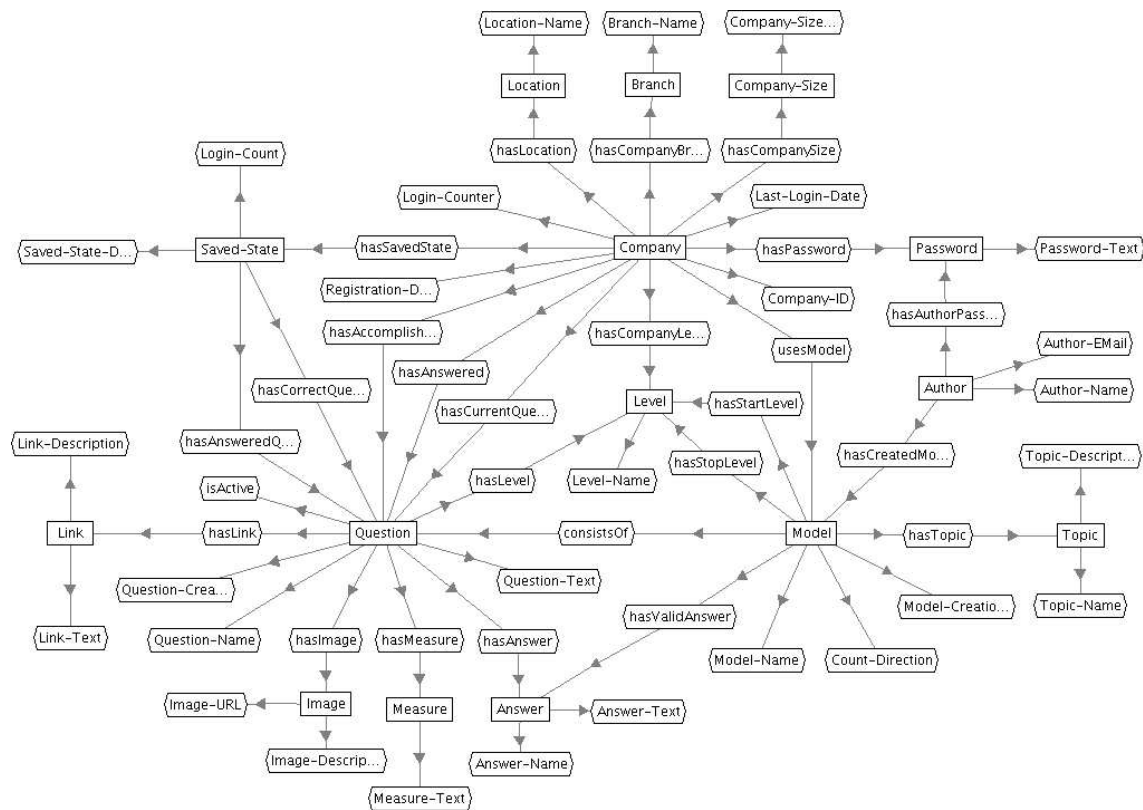 Location-Name
Branch-Name
Company-Size...
Location
Branch
Company-Size
Login-Count
hasLocation
hasCompanyBr...
hasCompanySize
Login-Counter
Last-Login-Date
Saved-State-D...
Saved-State
hasSavedState
Company
hasPassword
Password
Password-Text
Registration-D...
Company-ID
hasAccomplish...
hasCompanyLe...
usesModel
hasAuthorPass...
Author-EMail
hasAnswered
hasCorrectQue...
Author
Author-Name
hasCurrentQue...
Level
hasStartLevel
Link-Description
hasAnsweredQ...
hasCreatedMo...
Topic-Descript...
hasStopLevel
isActive
hasLevel
Level-Name
Link
hasLink
Question
consistsOf
Model
hasTopic
Topic
Question-Crea...
Question-Text
Model-Creatio...
Topic-Name
Link-Text
Question-Name
hasImage
hasMeasure
hasAnswer
hasValidAnswer
Model-Name
Count-Direction
Image-URL
Image
Measure
Answer
Answer-Text
Image-Descrip...
Answer-Name
Measure-Text